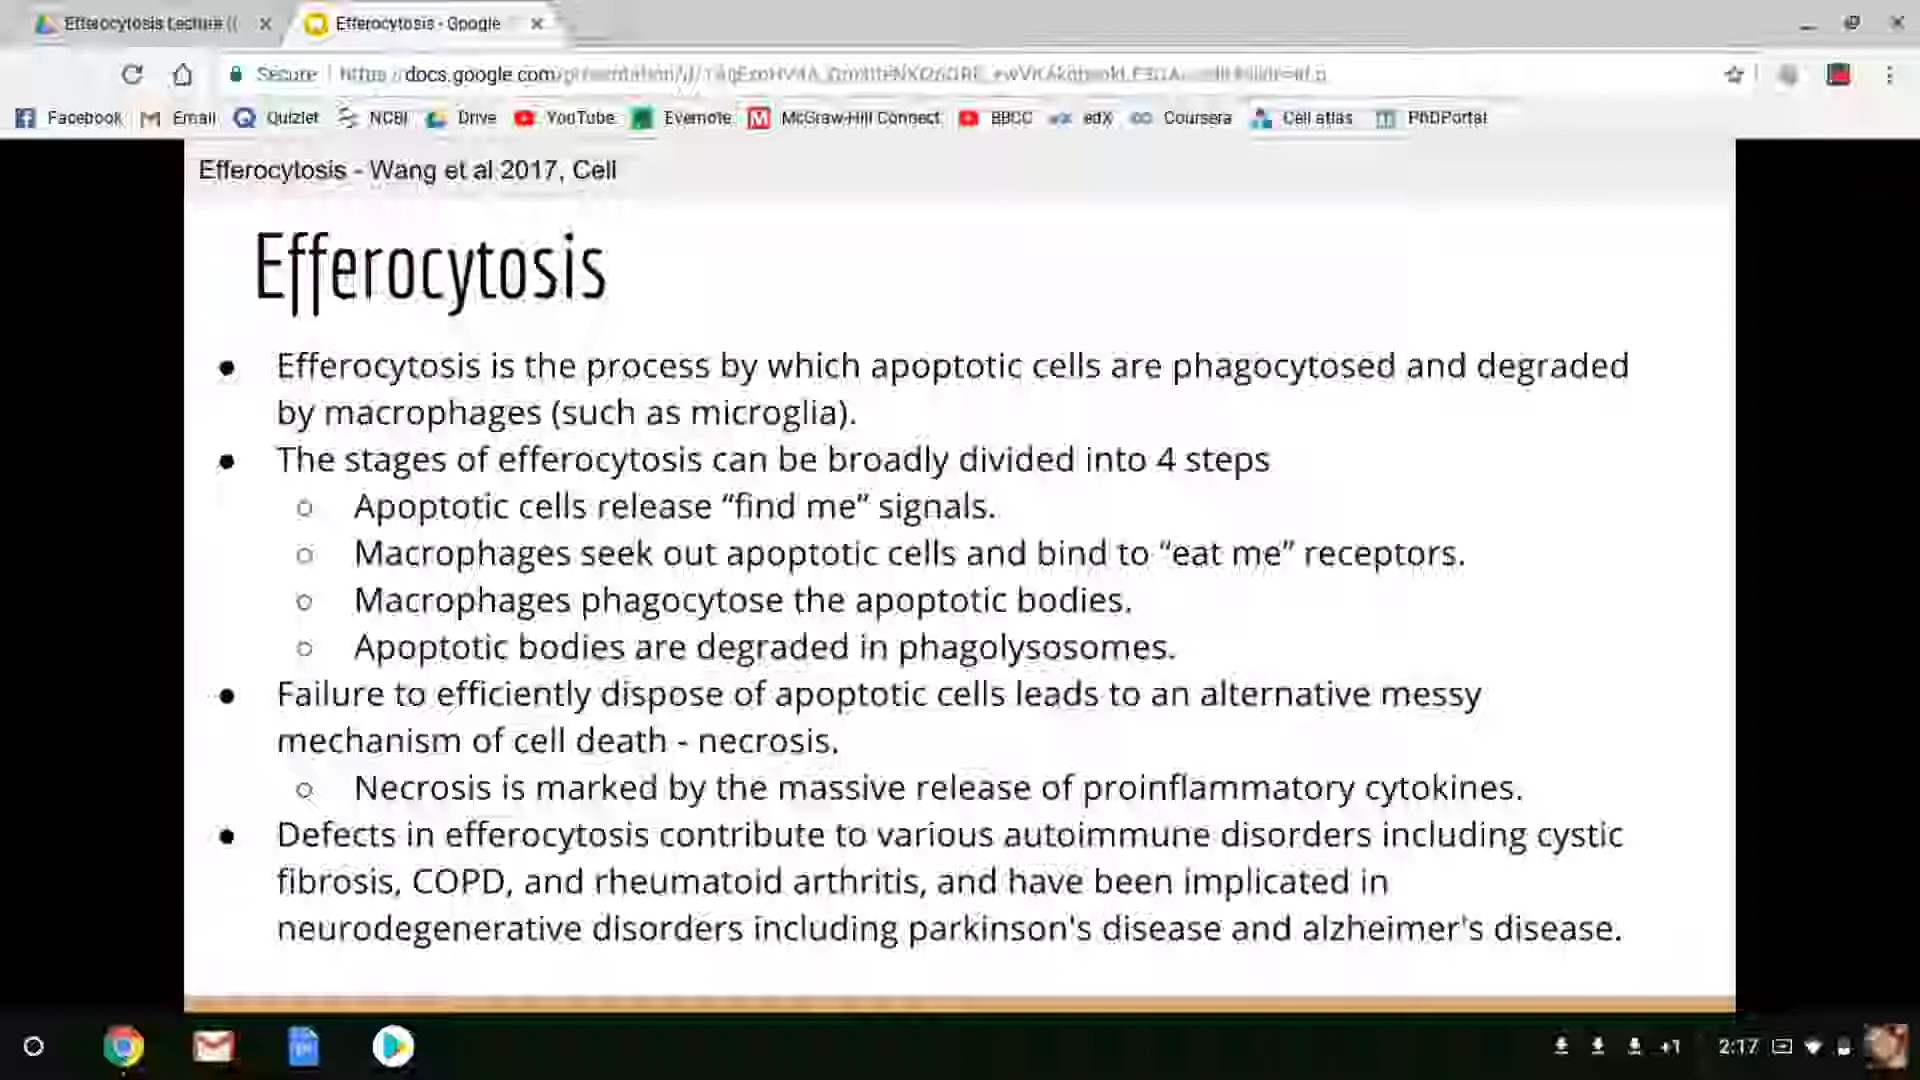 Efferocytosis Lecture ((
Efferocytosis - Google
Secure https://docs.google.com/presentation/d/
Facebook Email Quizlet NCBI Drive YouTube Evernote McGraw-Hill Connect BBCC edX Coursera Cell atlas PhDPortal
Efferocytosis - Wang et al 2017, Cell
Efferocytosis
● Efferocytosis is the process by which apoptotic cells are phagocytosed and degraded
by macrophages (such as microglia).
● The stages of efferocytosis can be broadly divided into 4 steps
○ Apoptotic cells release “find me” signals.
○ Macrophages seek out apoptotic cells and bind to “eat me” receptors.
○ Macrophages phagocytose the apoptotic bodies.
○ Apoptotic bodies are degraded in phagolysosomes.
● Failure to efficiently dispose of apoptotic cells leads to an alternative messy
mechanism of cell death - necrosis.
○ Necrosis is marked by the massive release of proinflammatory cytokines.
● Defects in efferocytosis contribute to various autoimmune disorders including cystic
fibrosis, COPD, and rheumatoid arthritis, and have been implicated in
neurodegenerative disorders including parkinson's disease and alzheimer's disease.
+1 2:17